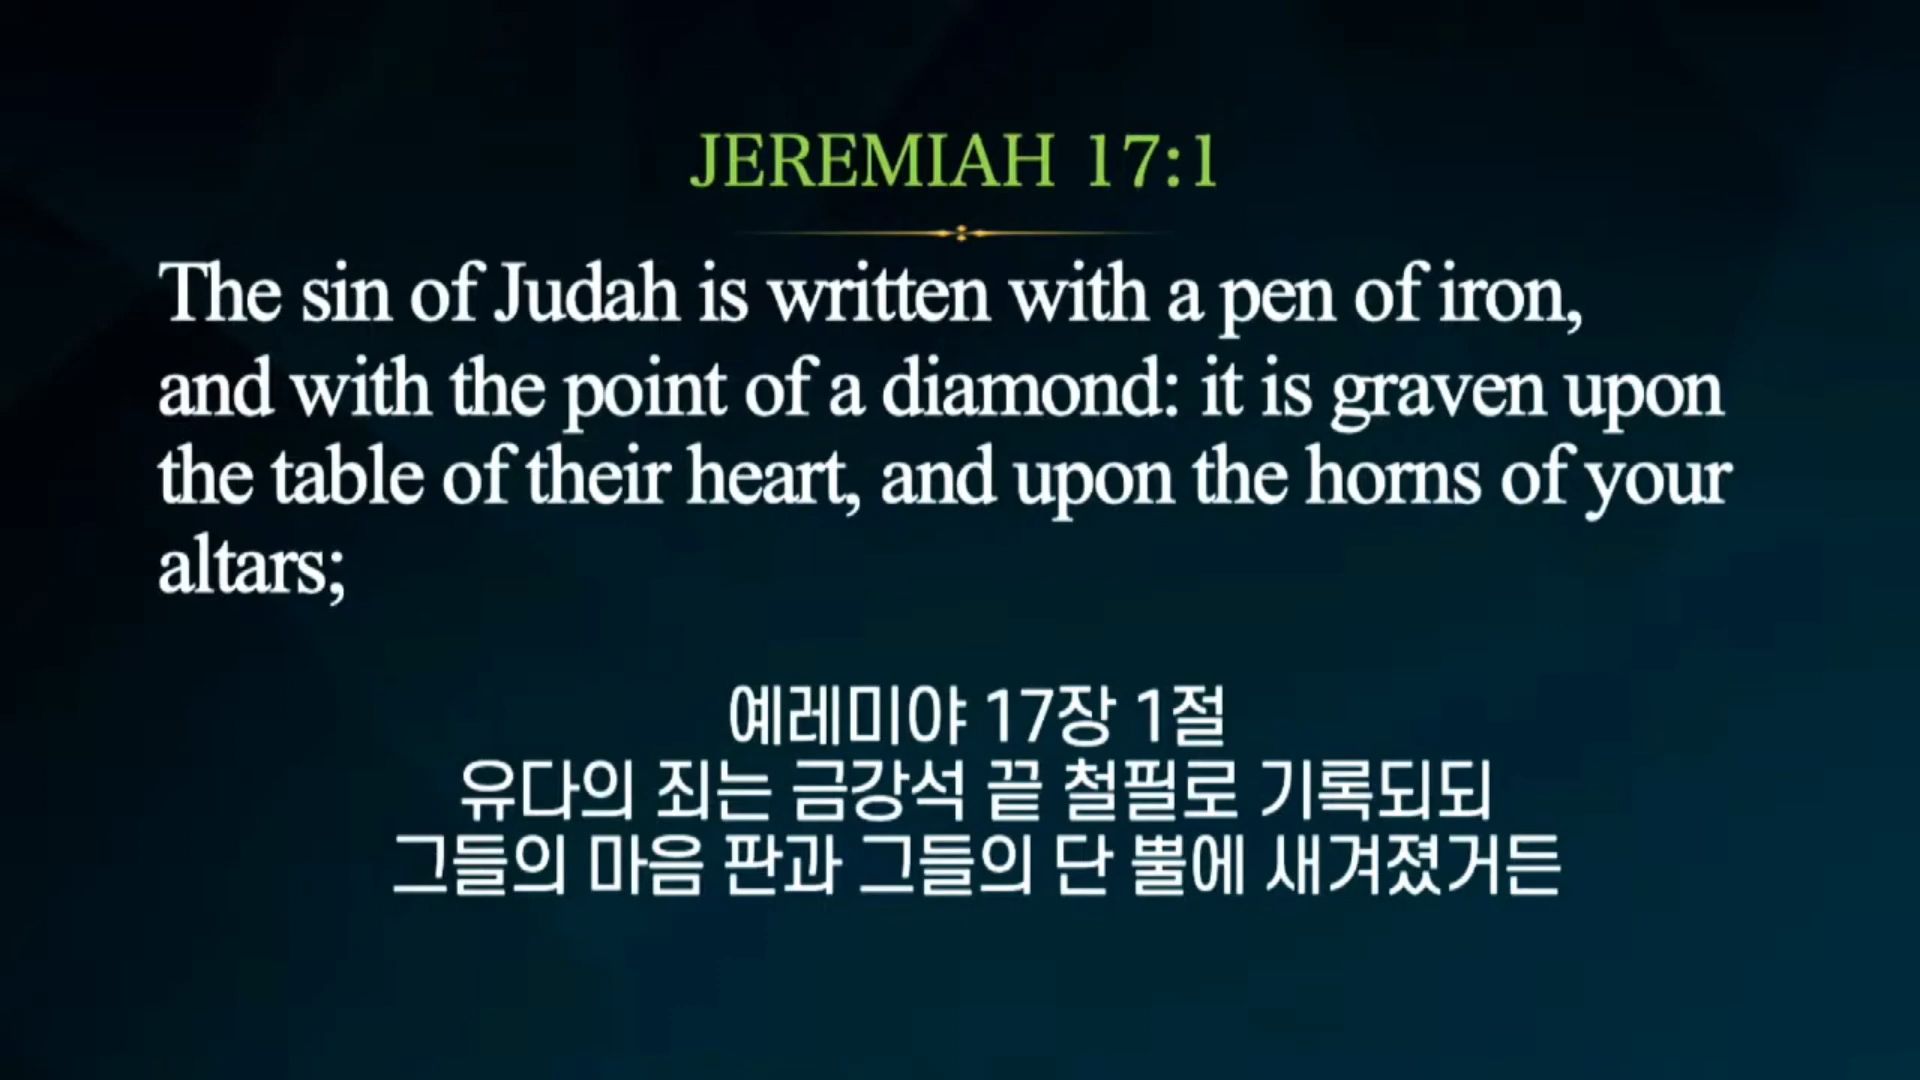 JEREMIAH 17:1
The sin of Judah is written with a pen of iron,
and with the point of a diamond: it is graven upon
the table of their heart, and upon the horns of your
altars;
예레미야 17장 1절
유다의 죄는 금강석 끝 철필로 기록되되
그들의 마음 판과 그들의 단 뿔에 새겨졌거든